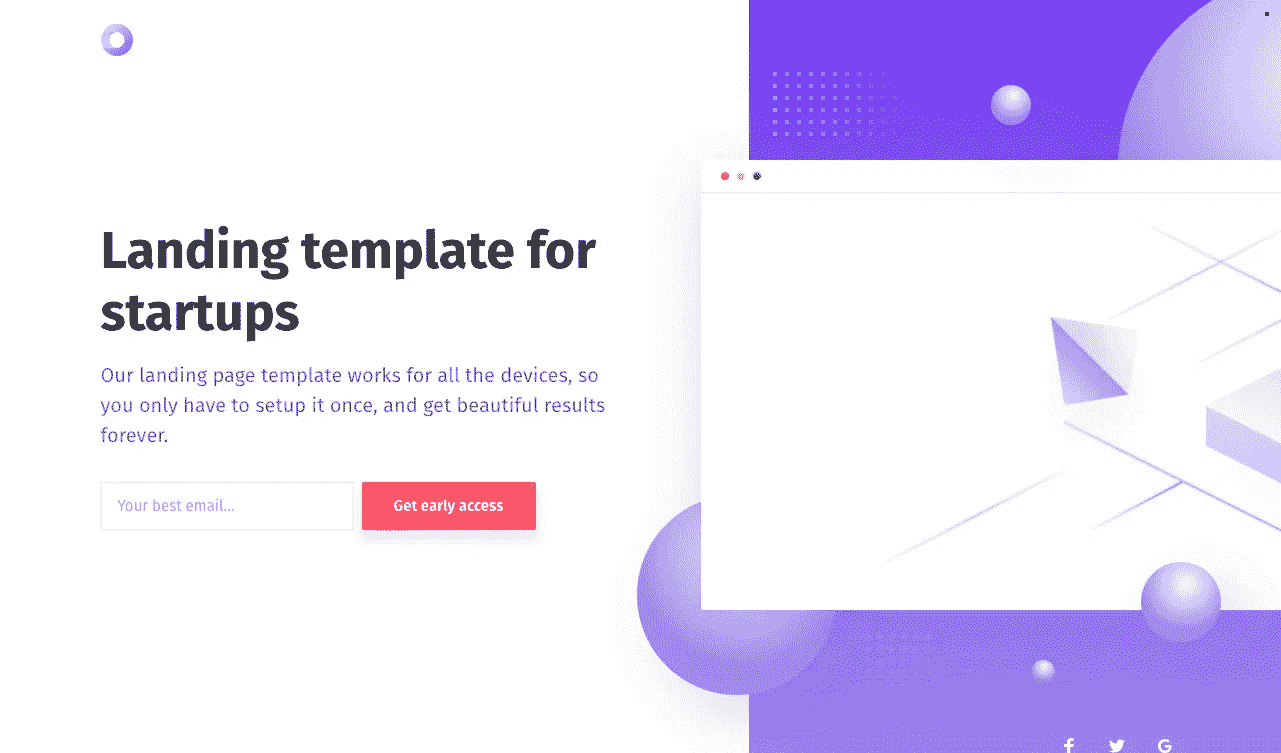 Landing template for
startups
Our landing page template works for all the devices, so
you only have to setup it once, and get beautiful results
forever.
Your best email...
Get early access